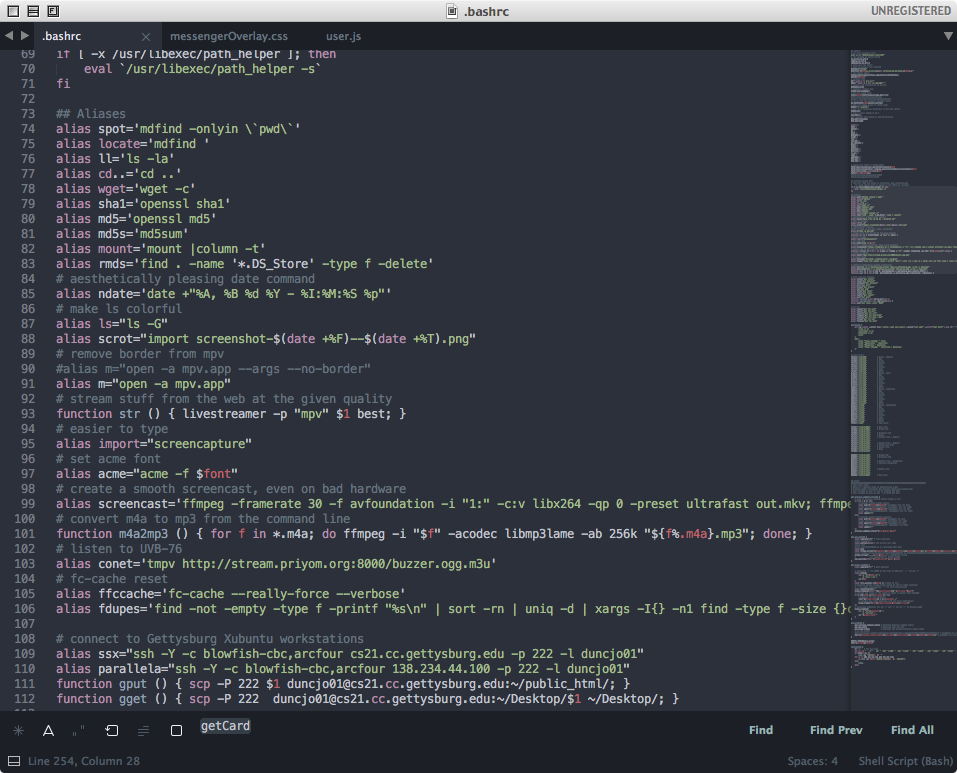 .bashrc
UNREGISTERED
.bashrc
messengerOverlay.css
user.js
69 if [ -x /usr/libexec/path_helper ]; then
70 eval `/usr/libexec/path_helper -s`
71 fi
72
73 ## Aliases
74 alias spot='mdfind -onlyin \`pwd\`'
75 alias locate='mdfind '
76 alias ll='ls -la'
77 alias cd..='cd ..'
78 alias wget='wget -c'
79 alias sha1='openssl sha1'
80 alias md5='openssl md5'
81 alias md5s='md5sum'
82 alias mount='mount |column -t'
83 alias rmds='find . -name '*.DS_Store' -type f -delete'
84 # aesthetically pleasing date command
85 alias ndate='date +"%A, %B %d %Y - %I:%M:%S %p"'
86 # make ls colorful
87 alias ls="ls -G"
88 alias scrot="import screenshot-$(date +%F)--$(date +%T).png"
89 # remove border from mpv
90 #alias m="open -a mpv.app --args --no-border"
91 alias m="open -a mpv.app"
92 # stream stuff from the web at the given quality
93 function str () { livestreamer -p "mpv" $1 best; }
94 # easier to type
95 alias import="screencapture"
96 # set acme font
97 alias acme="acme -f $font"
98 # create a smooth screencast, even on bad hardware
99 alias screencast='ffmpeg -framerate 30 -f avfoundation -i "1:" -c:v libx264 -qp 0 -preset ultrafast out.mkv; ffmpe
100 # convert m4a to mp3 from the command line
101 function m4a2mp3 () { for f in *.m4a; do ffmpeg -i "$f" -acodec libmp3lame -ab 256k "${f%.m4a}.mp3"; done; }
102 # listen to UVB-76
103 alias conet='tmpv http://stream.priyom.org:8000/buzzer.ogg.m3u'
104 # fc-cache reset
105 alias ffccache='fc-cache --really-force --verbose'
106 alias fdupes='find -not -empty -type f -printf "%s\n" | sort -rn | uniq -d | xargs -I{} -n1 find -type f -size {}c
107
108 # connect to Gettysburg Xubuntu workstations
109 alias ssx="ssh -Y -c blowfish-cbc,arcfour cs21.cc.gettysburg.edu -p 222 -l duncjo01"
110 alias parallela="ssh -Y -c blowfish-cbc,arcfour 138.234.44.100 -p 222 -l duncjo01"
111 function gput () { scp -P 222 $1 duncjo01@cs21.cc.gettysburg.edu:~/public_html/; }
112 function gget () { scp -P 222  duncjo01@cs21.cc.gettysburg.edu:~/Desktop/$1 ~/Desktop/; }
getCard
Find
Find Prev
Find All
Line 254, Column 28
Spaces: 4
Shell Script (Bash)